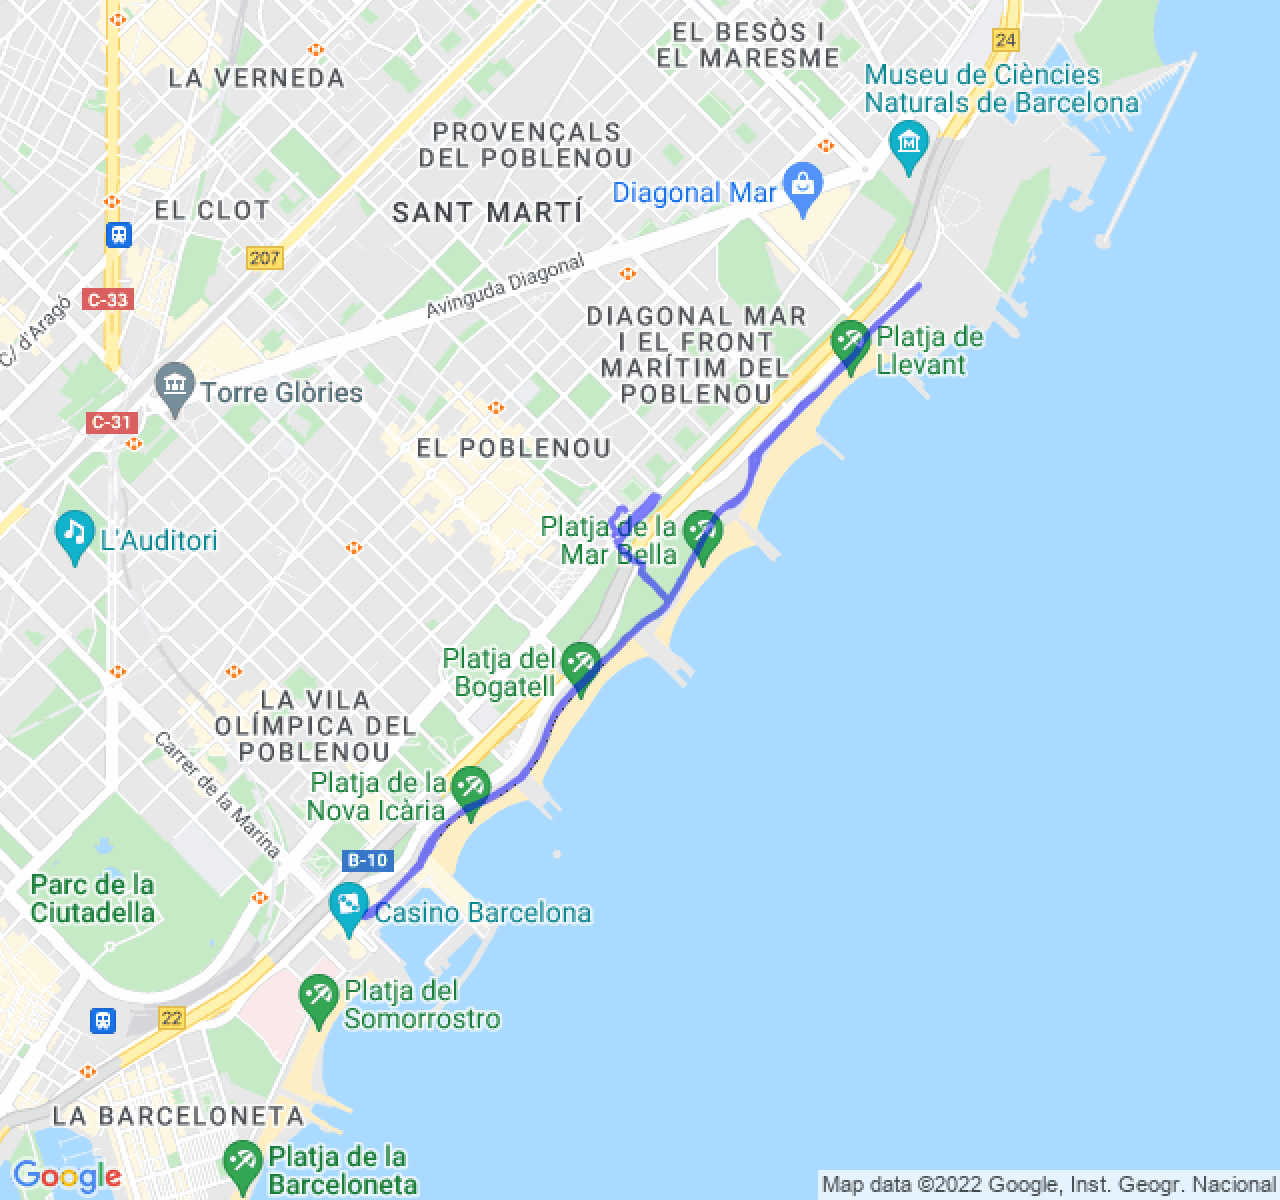 EL BESÒS I
EL MARESME
24
LA VERNEDA
Museu de Ciències
Naturals de Barcelona
PROVENÇALS
DEL POBLENOU
Diagonal Mar
EL CLOT
SANT MARTÍ
207
Avinguda Diagonal
C-33
C/ d'Aragó
DIAGONAL MAR
I EL FRONT
MARÍTIM DEL
POBLENOU
Platja de
Llevant
Torre Glòries
C-31
EL POBLENOU
L'Auditori
Platja de la
Mar Bella
Platja del
Bogatell
LA VILA
OLÍMPICA DEL
POBLENOU
Carrer de la Marina
Platja de la
Nova Icària
B-10
Parc de la
Ciutadella
Casino Barcelona
Platja del
Somorrostro
22
LA BARCELONETA
Platja de la
Barceloneta
Google
Map data ©2022 Google, Inst. Geogr. Nacional